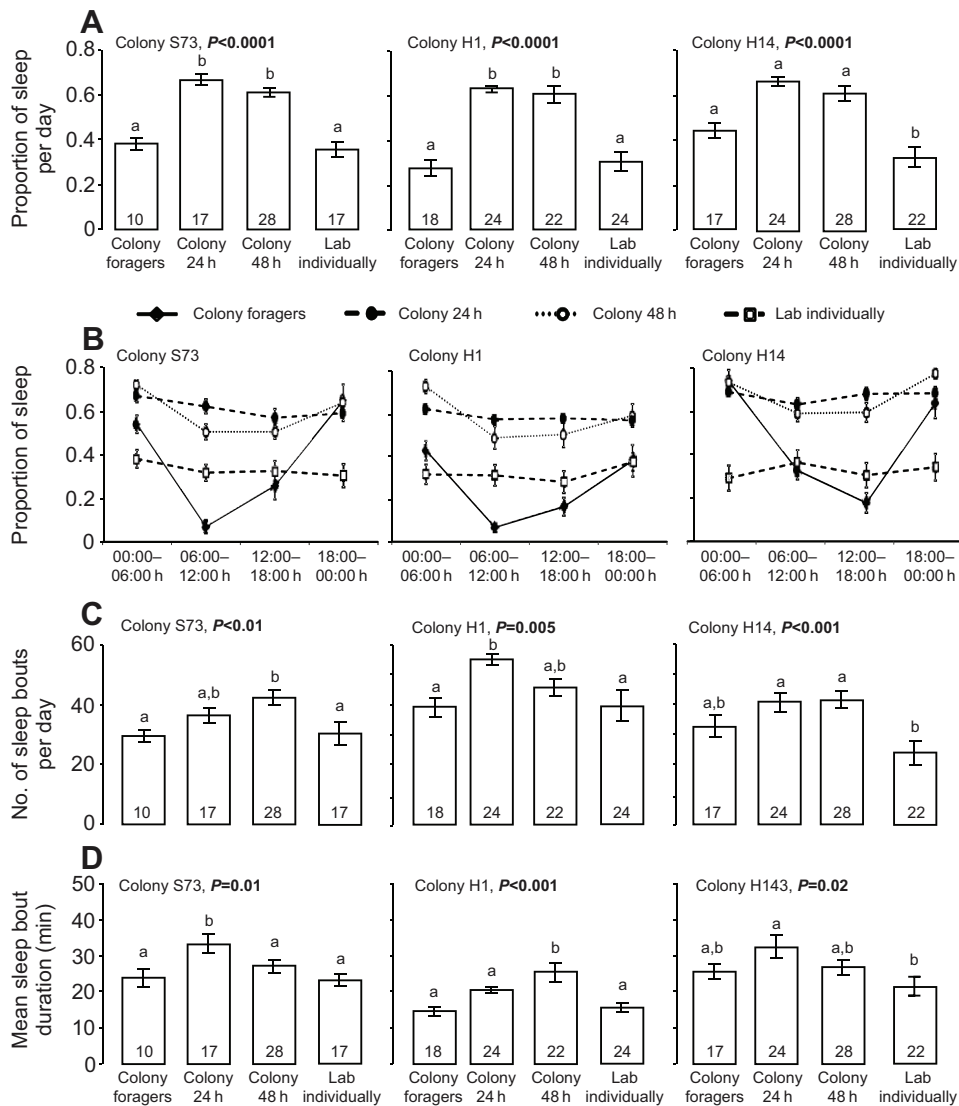 A
Colony S73, P<0.0001
Colony H1, P<0.0001
Colony H14, P<0.0001
Proportion of sleep
per day
0.8
0.6
0.4
0.2
0
a
b
b
a
a
b
b
a
a
a
a
b
10
17
28
17
18
24
22
24
17
24
28
22
Colony
foragers
Colony
24 h
Colony
48 h
Lab
individually
Colony
foragers
Colony
24 h
Colony
48 h
Lab
individually
Colony
foragers
Colony
24 h
Colony
48 h
Lab
individually
Colony foragers
Colony 24 h
Colony 48 h
Lab individually
B
Colony S73
Colony H1
Colony H14
Proportion of sleep
0.8
0.6
0.4
0.2
0
00:00–
06:00 h
06:00–
12:00 h
12:00–
18:00 h
18:00–
00:00 h
00:00–
06:00 h
06:00–
12:00 h
12:00–
18:00 h
18:00–
00:00 h
00:00–
06:00 h
06:00–
12:00 h
12:00–
18:00 h
18:00–
00:00 h
C
Colony S73, P<0.01
Colony H1, P=0.005
Colony H14, P<0.001
No. of sleep bouts
per day
60
40
20
0
a
a,b
b
a
a
b
a,b
a
a,b
a
a
b
10
17
28
17
18
24
22
24
17
24
28
22
D
Colony S73, P=0.01
Colony H1, P<0.001
Colony H143, P=0.02
Mean sleep bout
duration (min)
50
40
30
20
10
0
a
b
a
a
a
a
b
a
a,b
a
a,b
b
10
17
28
17
18
24
22
24
17
24
28
22
Colony
foragers
Colony
24 h
Colony
48 h
Lab
individually
Colony
foragers
Colony
24 h
Colony
48 h
Lab
individually
Colony
foragers
Colony
24 h
Colony
48 h
Lab
individually